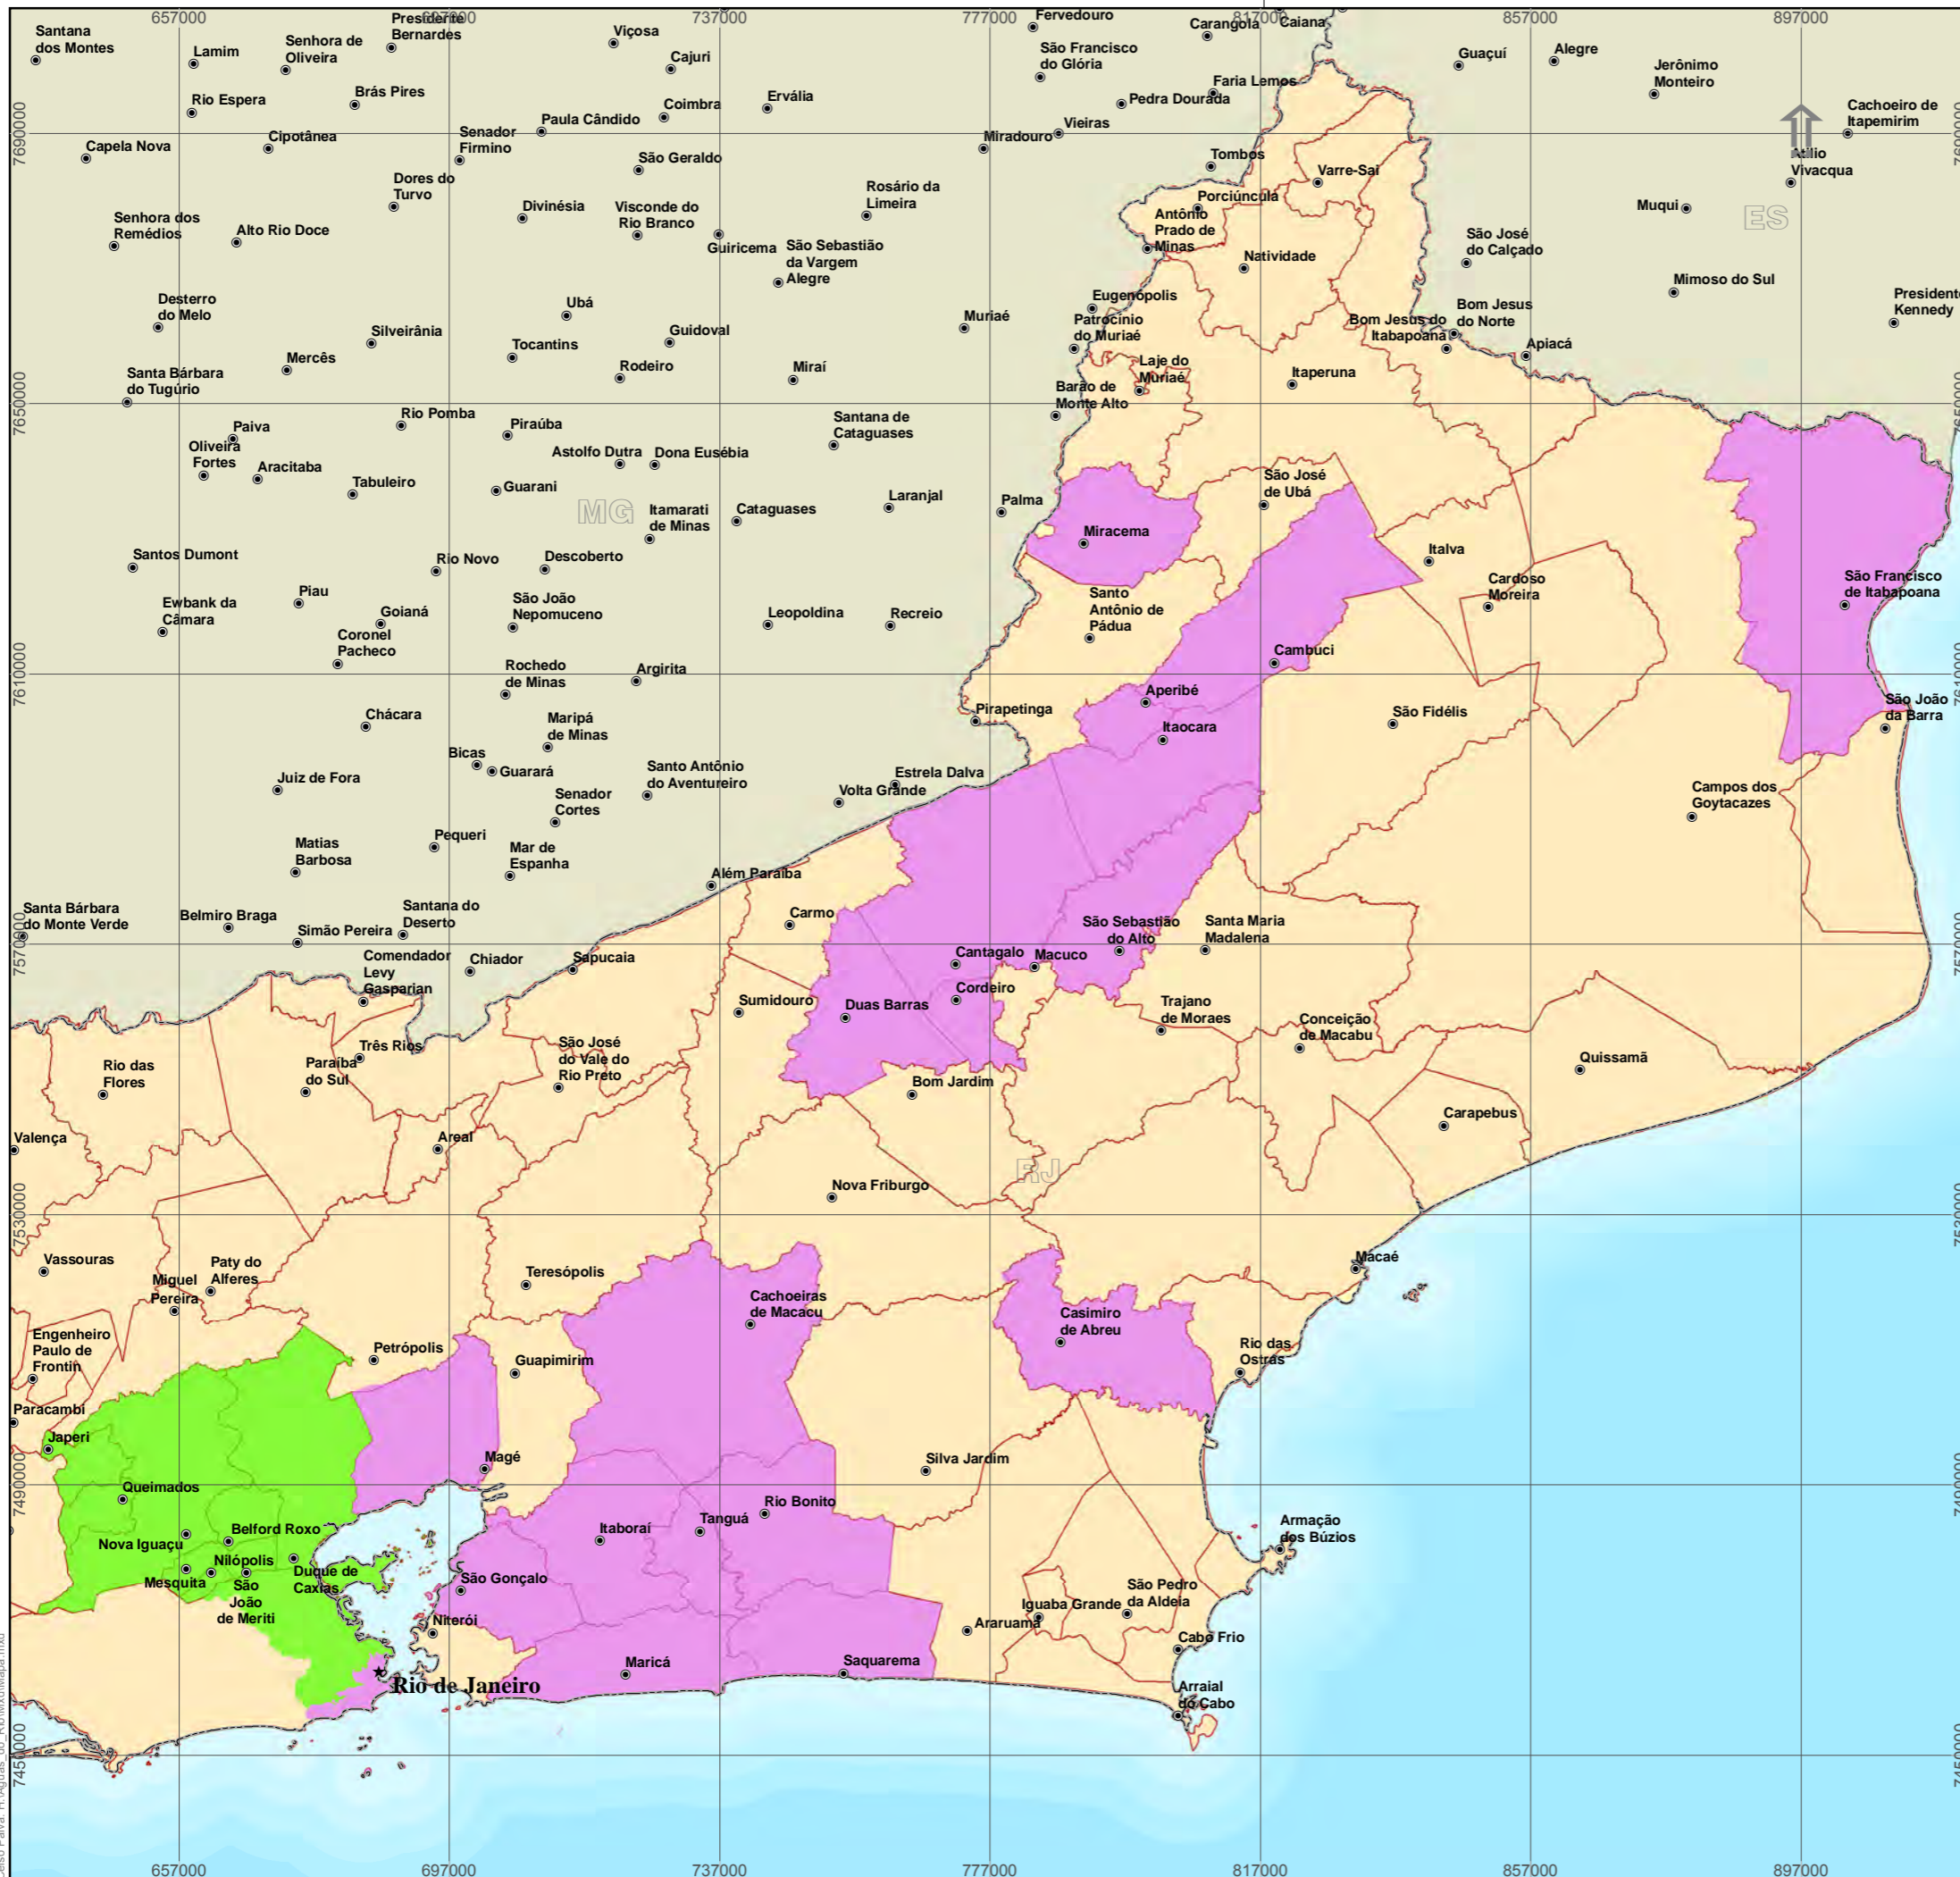 657000
697000
737000
777000
817000
857000
897000
Santana
dos Montes
Lamim
Senhora de
Oliveira
Presidente
Bernardes
Viçosa
Cajuri
Fervedouro
São Francisco
do Glória
Carangola
Caiana
Guaçuí
Alegre
Jerônimo
Monteiro
Rio Espera
Brás Pires
Coimbra
Ervália
Pedra Dourada
Faria Lemos
Cachoeiro de
Itapemirim
7690000
7690000
Capela Nova
Cipotânea
Senador
Firmino
Paula Cândido
São Geraldo
Miradouro
Vieiras
Tombos
Varre-Sai
Atilio
Vivacqua
Dores do
Turvo
Divinésia
Visconde do
Rio Branco
Rosário da
Limeira
Porciúncula
Antônio
Prado de
Minas
Muqui
ES
Senhora dos
Remédios
Alto Rio Doce
Guiricema
São Sebastião
da Vargem
Alegre
Natividade
São José
do Calçado
Mimoso do Sul
Desterro
do Melo
Silveirânia
Ubá
Guidoval
Muriaé
Eugenópolis
Patrocínio
do Muriaé
Bom Jesus do
Itabapoana
Bom Jesus
do Norte
Apiacá
Presidente
Kennedy
Mercês
Tocantins
Rodeiro
Miraí
Laje do
Muriaé
Itaperuna
Santa Bárbara
do Tugúrio
Barão de
Monte Alto
7650000
7650000
Paiva
Rio Pomba
Piraúba
Santana de
Cataguases
Oliveira
Fortes
Aracitaba
Tabuleiro
Astolfo Dutra
Dona Eusébia
Guarani
MG
Itamarati
de Minas
Cataguases
Laranjal
Palma
São José
de Ubá
Miracema
Italva
Santos Dumont
Rio Novo
Descoberto
Cardoso
Moreira
São Francisco
de Itabapoana
Ewbank da
Câmara
Piau
Goianá
São João
Nepomuceno
Leopoldina
Recreio
Santo
Antônio de
Pádua
Coronel
Pacheco
Rochedo
de Minas
Argirita
Cambuci
7610000
7610000
Chácara
Maripá
de Minas
Pirapetinga
Aperibé
Itaocara
São Fidélis
São João
da Barra
Bicas
Guarará
Juiz de Fora
Senador
Cortes
Santo Antônio
do Aventureiro
Volta Grande
Estrela Dalva
Campos dos
Goytacazes
Matias
Barbosa
Pequeri
Mar de
Espanha
Além Paraíba
Santa Bárbara
do Monte Verde
Belmiro Braga
Simão Pereira
Santana do
Deserto
Carmo
São Sebastião
do Alto
Santa Maria
Madalena
7570000
7570000
Comendador
Levy
Gasparian
Chiador
Sapucaia
Cantagalo
Macuco
Sumidouro
Duas Barras
Cordeiro
Trajano
de Moraes
Conceição
de Macabu
Quissamã
Rio das
Flores
Três Rios
Paraíba
do Sul
São José
do Vale do
Rio Preto
Bom Jardim
Carapebus
Valença
Areal
RJ
Nova Friburgo
7530000
7530000
Vassouras
Miguel
Pereira
Paty do
Alferes
Teresópolis
Macaé
Cachoeiras
de Macacu
Casimiro
de Abreu
Engenheiro
Paulo de
Frontin
Petrópolis
Guapimirim
Rio das
Ostras
Paracambi
Japeri
Magé
Silva Jardim
7490000
7490000
Queimados
Rio Bonito
Nova Iguaçu
Belford Roxo
Itaboraí
Tanguá
Armação
dos Búzios
Mesquita
Nilópolis
São
João
de Meriti
Duque de
Caxias
São Gonçalo
Niterói
Iguaba Grande
São Pedro
da Aldeia
Araruama
Cabo Frio
Maricá
Saquarema
Rio de Janeiro
Arraial
do Cabo
7450000
7450000
657000
697000
737000
777000
817000
857000
897000